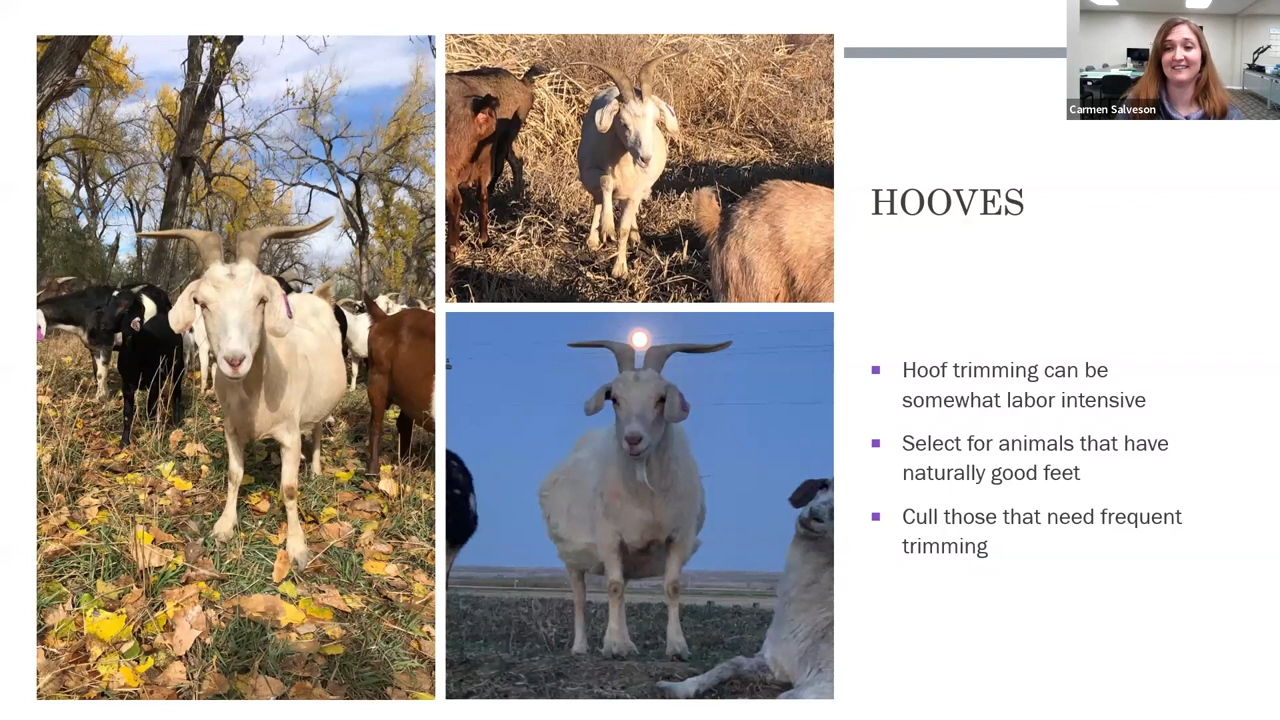 Carmen Salveson
HOOVES
Hoof trimming can be
somewhat labor intensive
Select for animals that have
naturally good feet
Cull those that need frequent
trimming